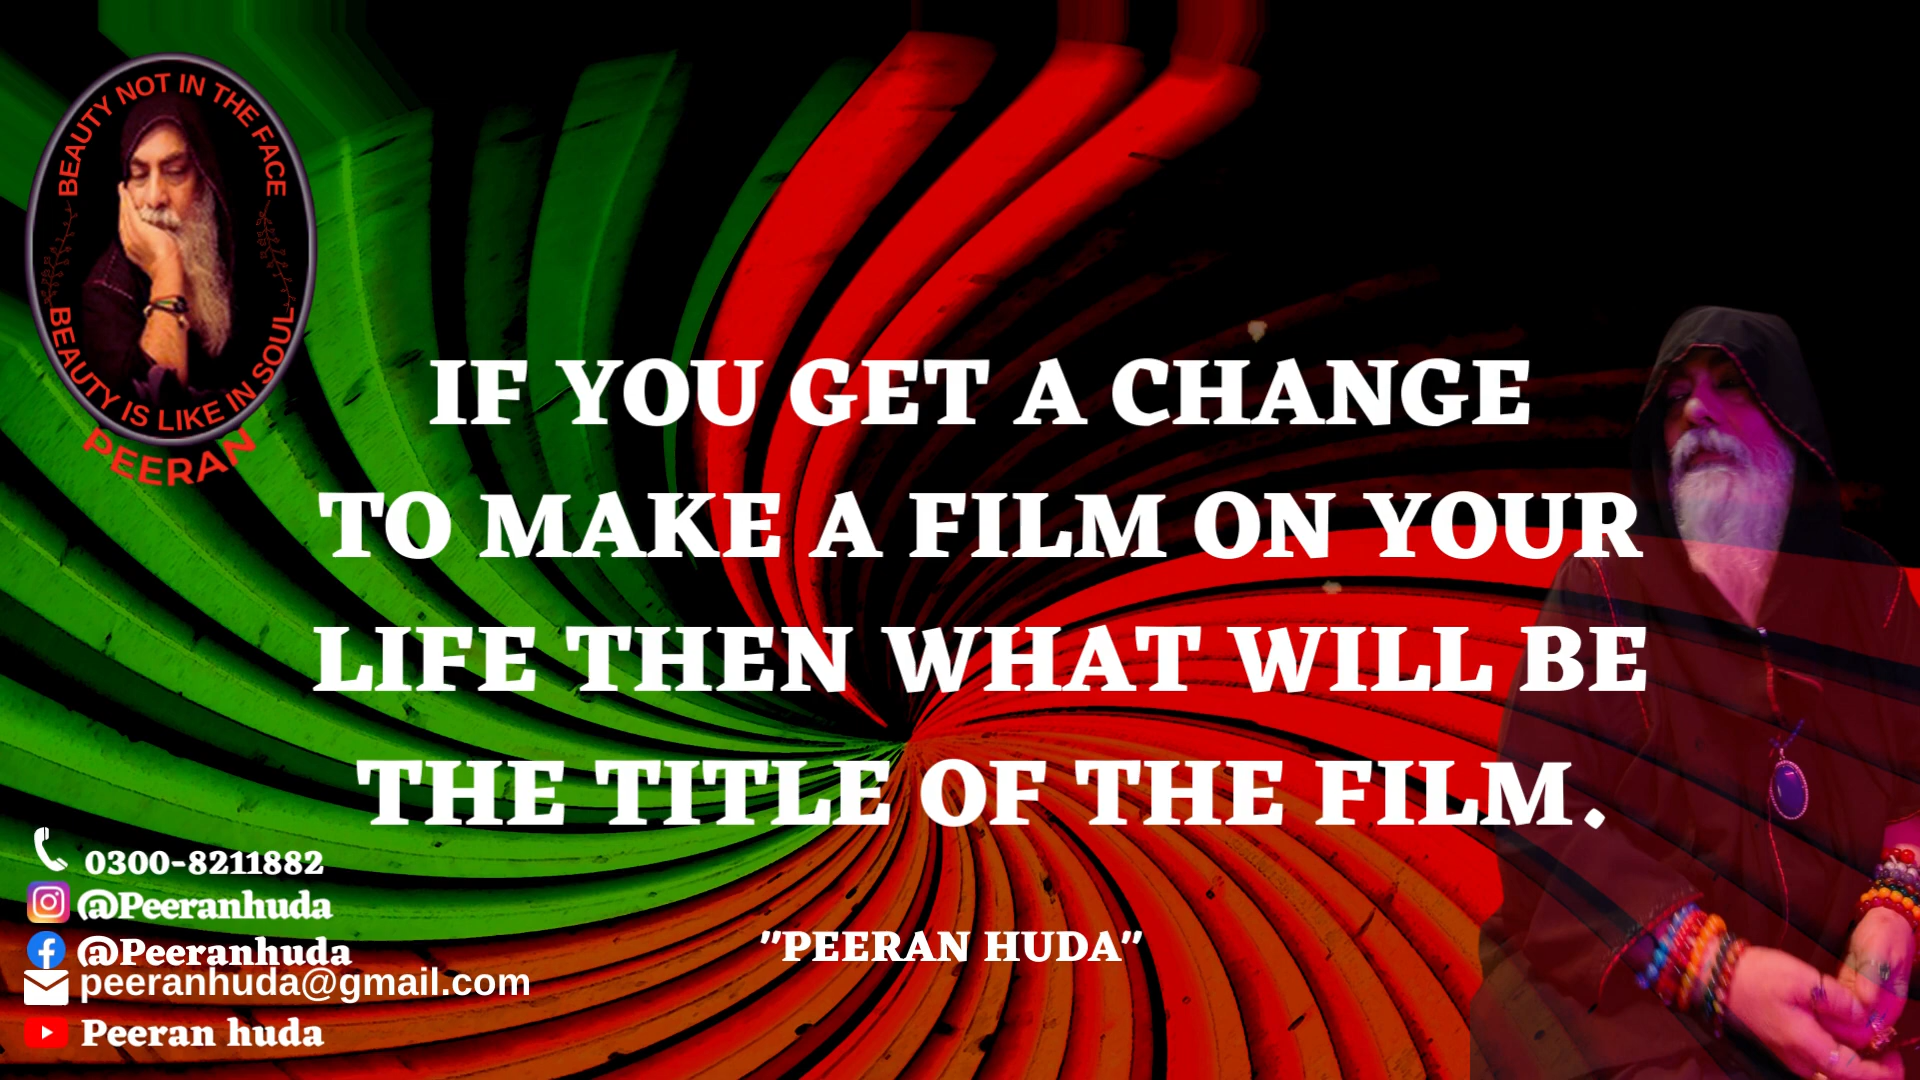 BEAUTY NOT IN THE FACE
BEAUTY IS LIKE IN SOUL
PEERAN
IF YOU GET A CHANGE
TO MAKE A FILM ON YOUR
LIFE THEN WHAT WILL BE
THE TITLE OF THE FILM.
"PEERAN HUDA"
0300-8211882
@Peeranhuda
@Peeranhuda
peeranhuda@gmail.com
Peeran huda